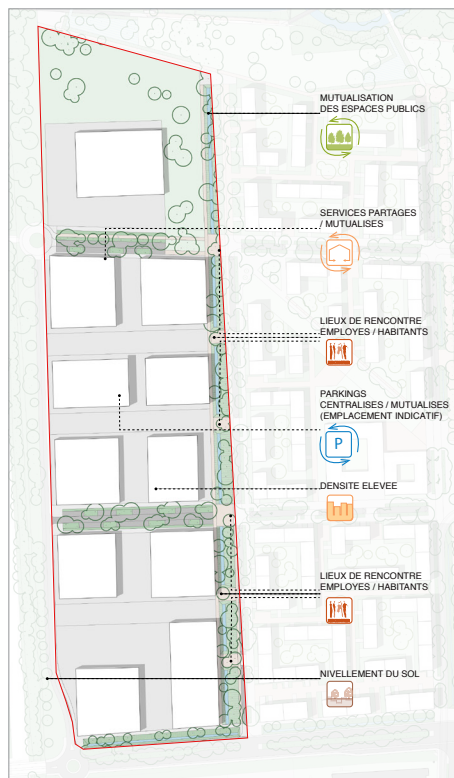 MUTUALISATION
DES ESPACES PUBLICS
SERVICES PARTAGES
/ MUTUALISES
LIEUX DE RENCONTRE
EMPLOYES / HABITANTS
PARKINGS
CENTRALISES / MUTUALISES
(EMPLACEMENT INDICATIF)
P
DENSITE ELEVEE
LIEUX DE RENCONTRE
EMPLOYES / HABITANTS
NIVELLEMENT DU SOL